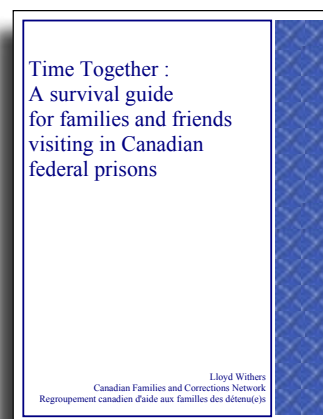 Time Together :
A survival guide
for families and friends
visiting in Canadian
federal prisons
Lloyd Withers
Canadian Families and Corrections Network
Regroupement canadien d'aide aux familles des détenu(e)s